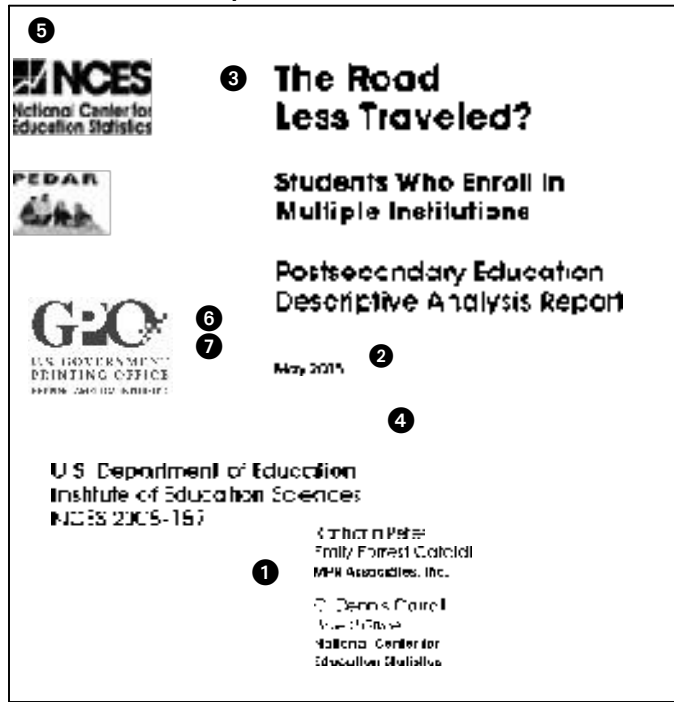 5
NCES
National Center for
Education Statistics
3
The Road
Less Traveled?
PEDAR
Students Who Enroll in
Multiple Institutions
Postsecondary Education
Descriptive Analysis Report
GPO
6
7
U.S. GOVERNMENT
PRINTING OFFICE
2
May 2005
4
U.S. Department of Education
Institute of Education Sciences
NCES 2005-157
1
Katharin Peter
Emily Forrest Cataldi
MPR Associates, Inc.
C. Dennis Carroll
National Center for
Education Statistics